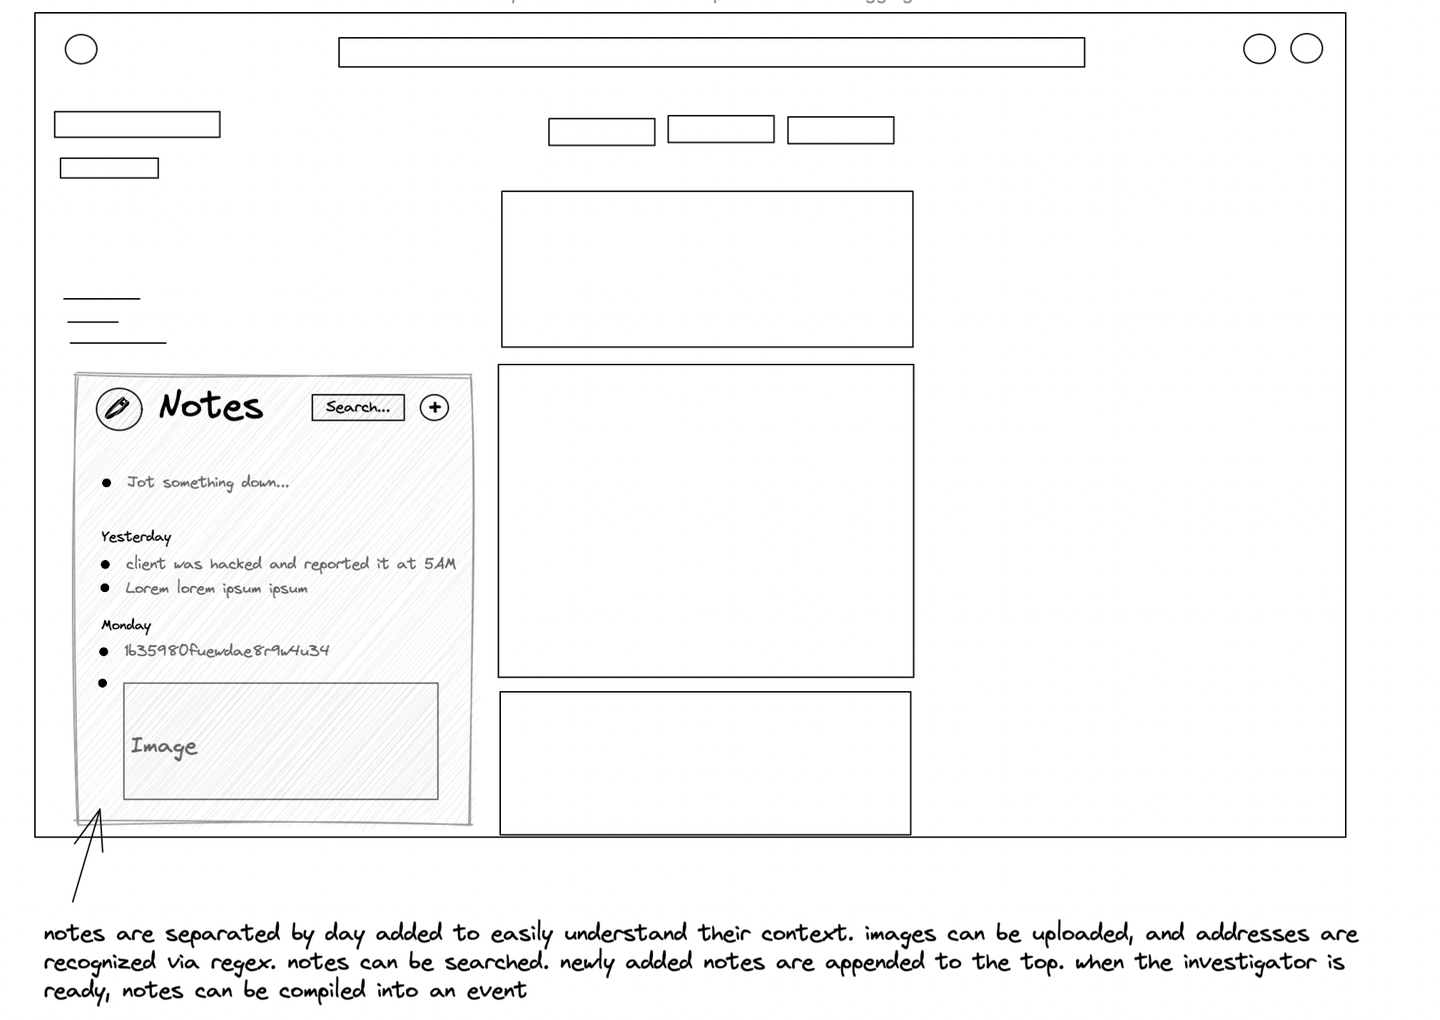 Notes
Search...
+
Jot something down...
Yesterday
client was hacked and reported it at 5AM
Lorem lorem ipsum ipsum
Monday
1b35980fuewdae8r9w4u34
Image
notes are separated by day added to easily understand their context. images can be uploaded, and addresses are
recognized via regex. notes can be searched. newly added notes are appended to the top. when the investigator is
ready, notes can be compiled into an event